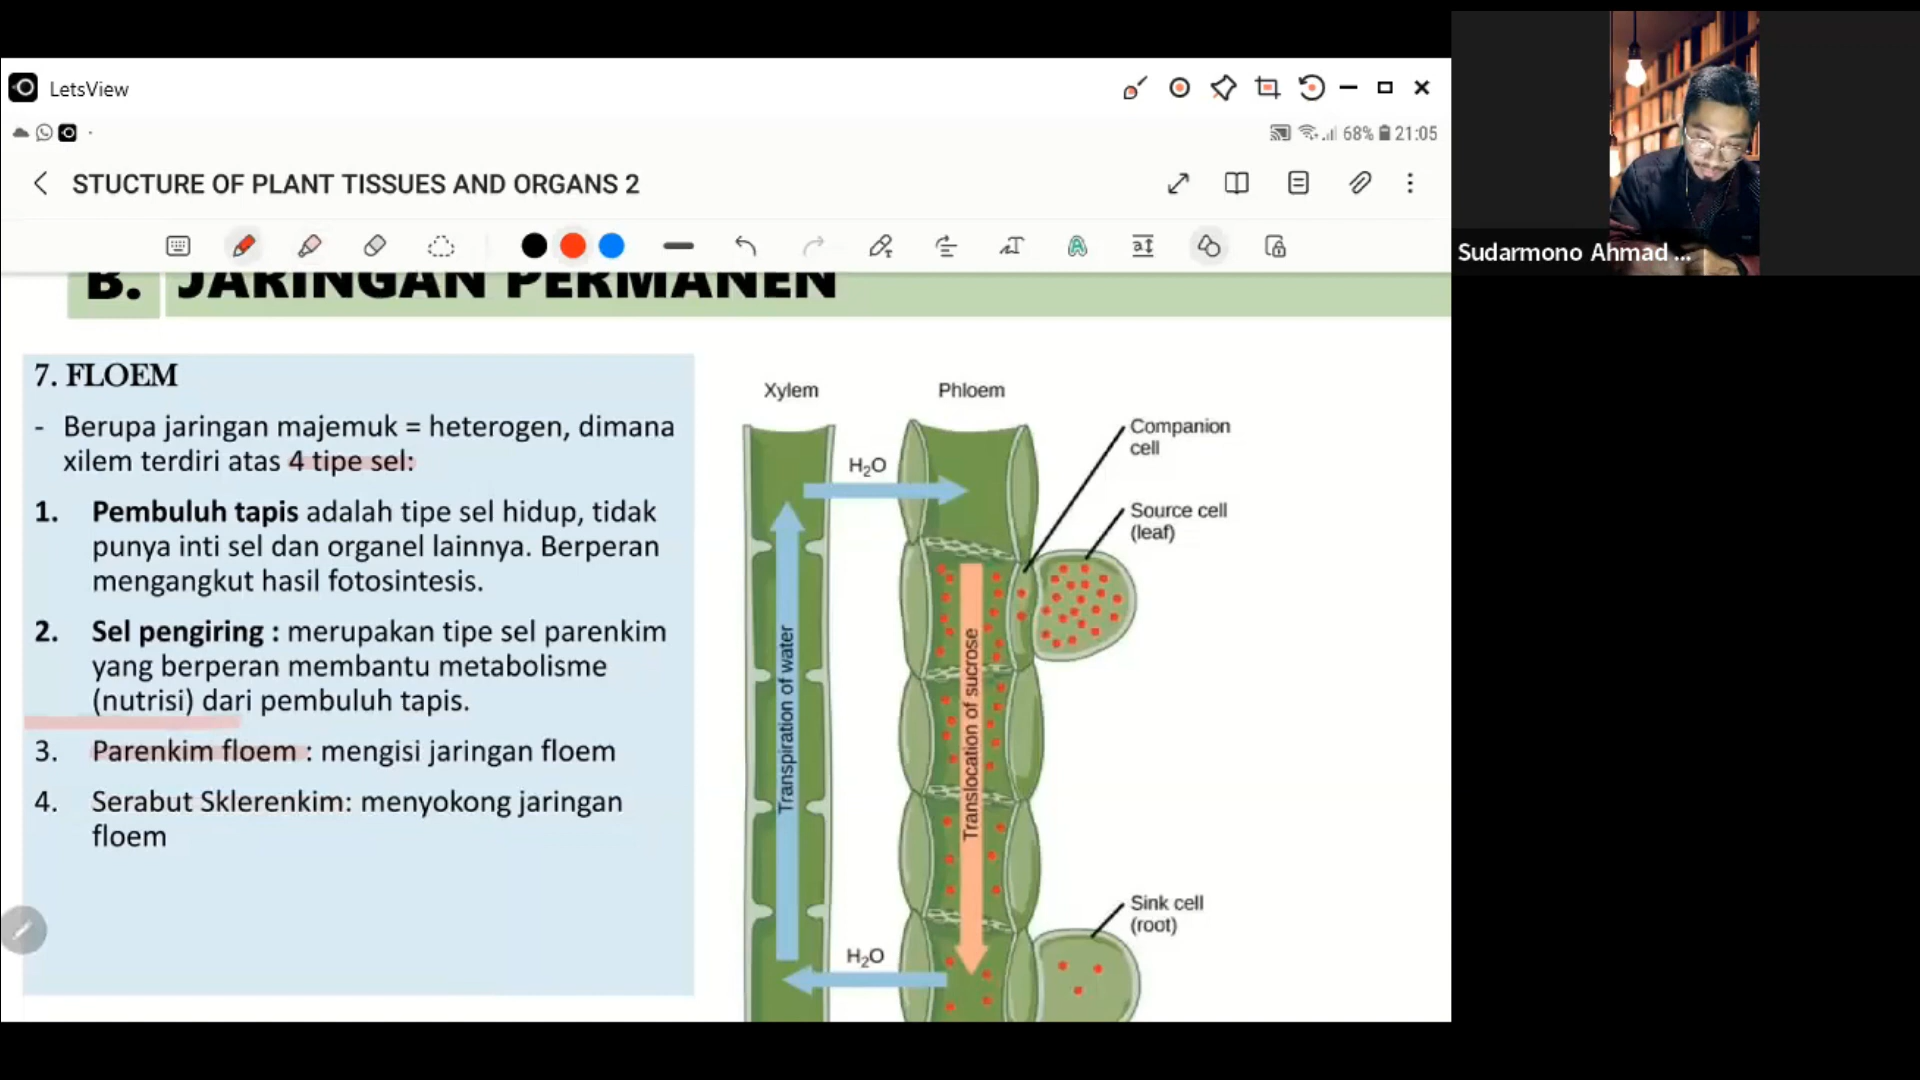 LetsView
68% 21:05
STUCTURE OF PLANT TISSUES AND ORGANS 2
B. JARINGAN PERMANEN
7. FLOEM
- Berupa jaringan majemuk = heterogen, dimana
xilem terdiri atas 4 tipe sel:
1. Pembuluh tapis adalah tipe sel hidup, tidak
punya inti sel dan organel lainnya. Berperan
mengangkut hasil fotosintesis.
2. Sel pengiring : merupakan tipe sel parenkim
yang berperan membantu metabolisme
(nutrisi) dari pembuluh tapis.
3. Parenkim floem : mengisi jaringan floem
4. Serabut Sklerenkim: menyokong jaringan
floem
Xylem
Phloem
Companion
cell
H₂O
Source cell
(leaf)
Transpiration of water
Translocation of sucrose
Sink cell
(root)
H₂O
Sudarmono Ahmad ...